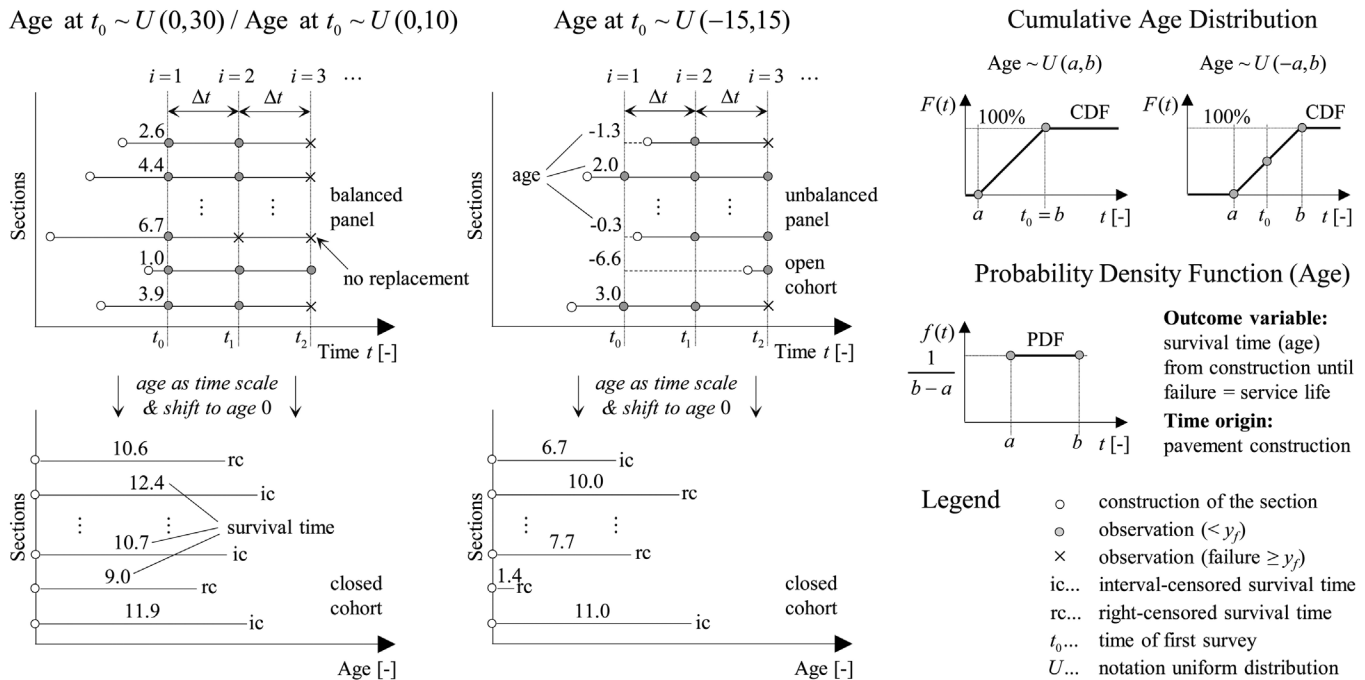 Age at t₀ ~ U(0,30) / Age at t₀ ~ U(0,10)
i = 1 i = 2 i = 3 ...
Δt Δt
Sections
2.6
4.4
6.7
1.0
3.9
balanced
panel
no replacement
t₀ t₁ t₂ Time t [-]
age as time scale
& shift to age 0
Sections
10.6 rc
12.4 ic
survival time
10.7 ic
9.0 rc
11.9 ic
closed
cohort
Age [-]
Age at t₀ ~ U(−15,15)
i = 1 i = 2 i = 3 ...
Δt Δt
Sections
age
-1.3
2.0
-0.3
-6.6
3.0
unbalanced
panel
open
cohort
t₀ t₁ t₂ Time t [-]
age as time scale
& shift to age 0
Sections
6.7 ic
10.0 rc
7.7 rc
1.4 rc
11.0 ic
closed
cohort
Age [-]
Cumulative Age Distribution
Age ~ U(a,b)
F(t) 100% CDF
a t₀ = b t [-]
Age ~ U(−a,b)
F(t) 100% CDF
a t₀ b t [-]
Probability Density Function (Age)
f(t)
PDF
1
b − a
a b t [-]
Outcome variable:
survival time (age)
from construction until
failure = service life
Time origin:
pavement construction
Legend
construction of the section
observation (< y_f)
× observation (failure ≥ y_f)
ic... interval-censored survival time
rc... right-censored survival time
t₀... time of first survey
U... notation uniform distribution